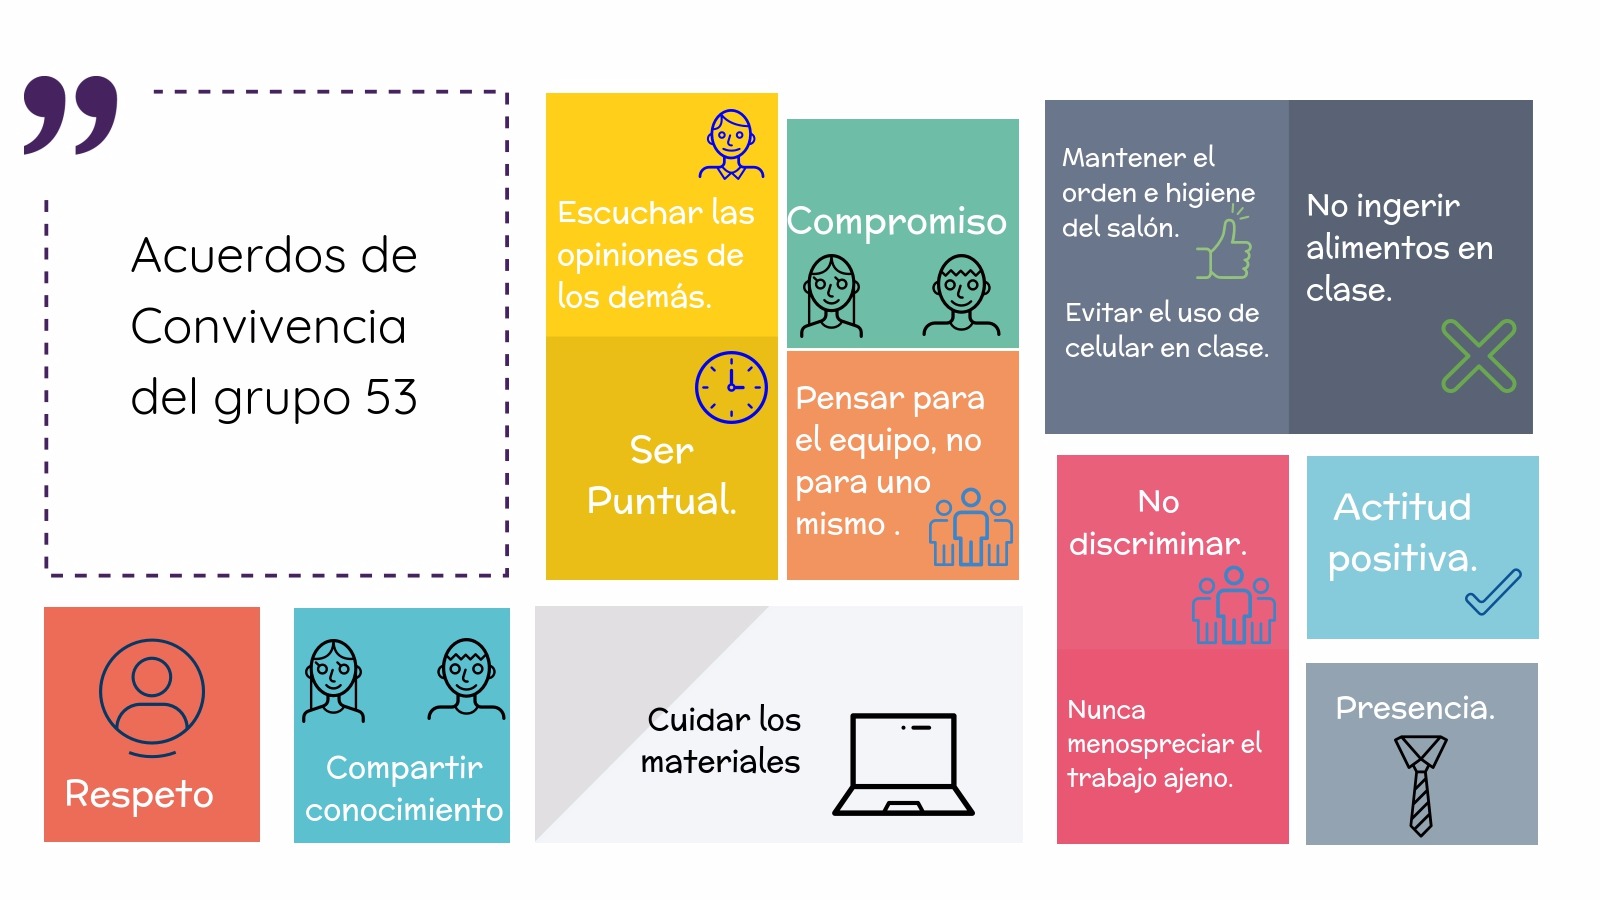 Acuerdos de
Convivencia
del grupo 53
Escuchar las
opiniones de
los demás.
Compromiso
Ser
Puntual.
Pensar para
el equipo, no
para uno
mismo .
Mantener el
orden e higiene
del salón.
Evitar el uso de
celular en clase.
No ingerir
alimentos en
clase.
No
discriminar.
Actitud
positiva.
Nunca
menospreciar el
trabajo ajeno.
Presencia.
Respeto
Compartir
conocimiento
Cuidar los
materiales